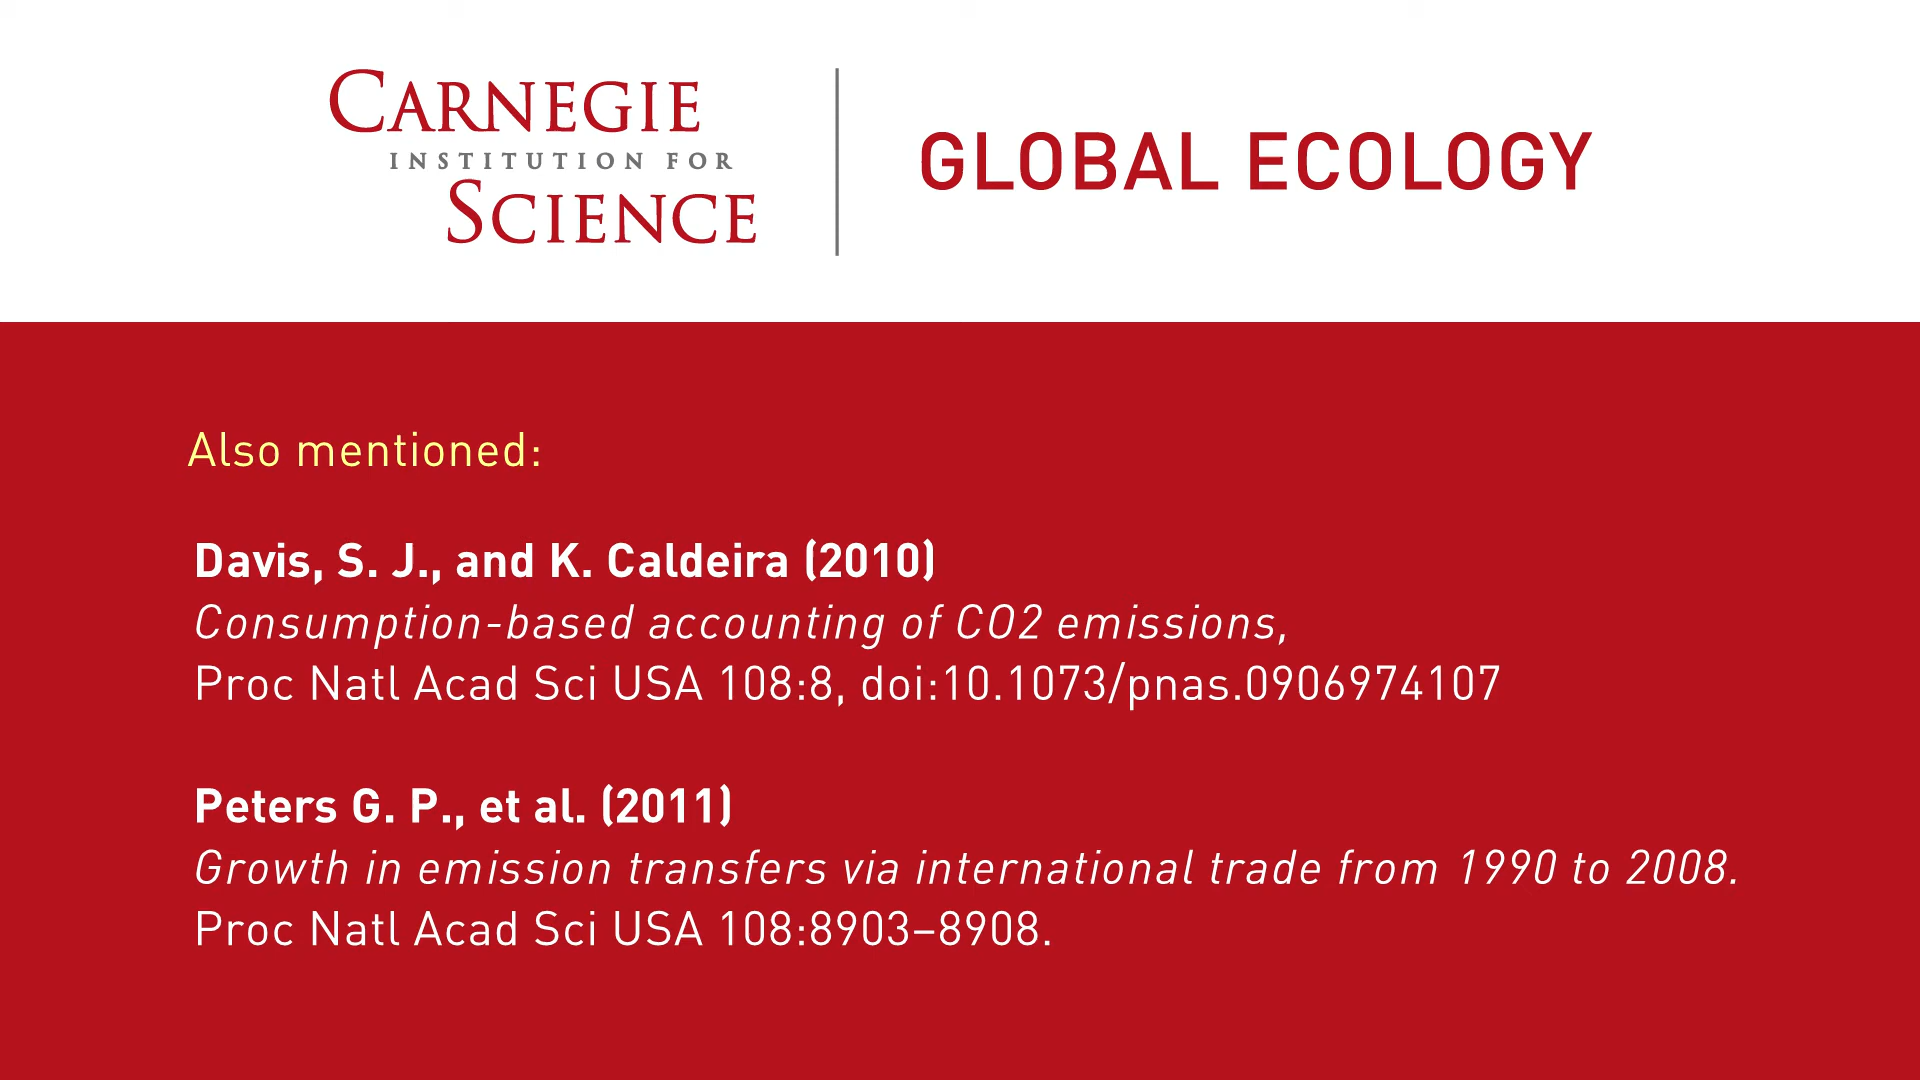 CARNEGIE
INSTITUTION FOR
SCIENCE
GLOBAL ECOLOGY
Also mentioned:
Davis, S. J., and K. Caldeira (2010)
Consumption-based accounting of CO2 emissions,
Proc Natl Acad Sci USA 108:8, doi:10.1073/pnas.0906974107
Peters G. P., et al. (2011)
Growth in emission transfers via international trade from 1990 to 2008.
Proc Natl Acad Sci USA 108:8903–8908.